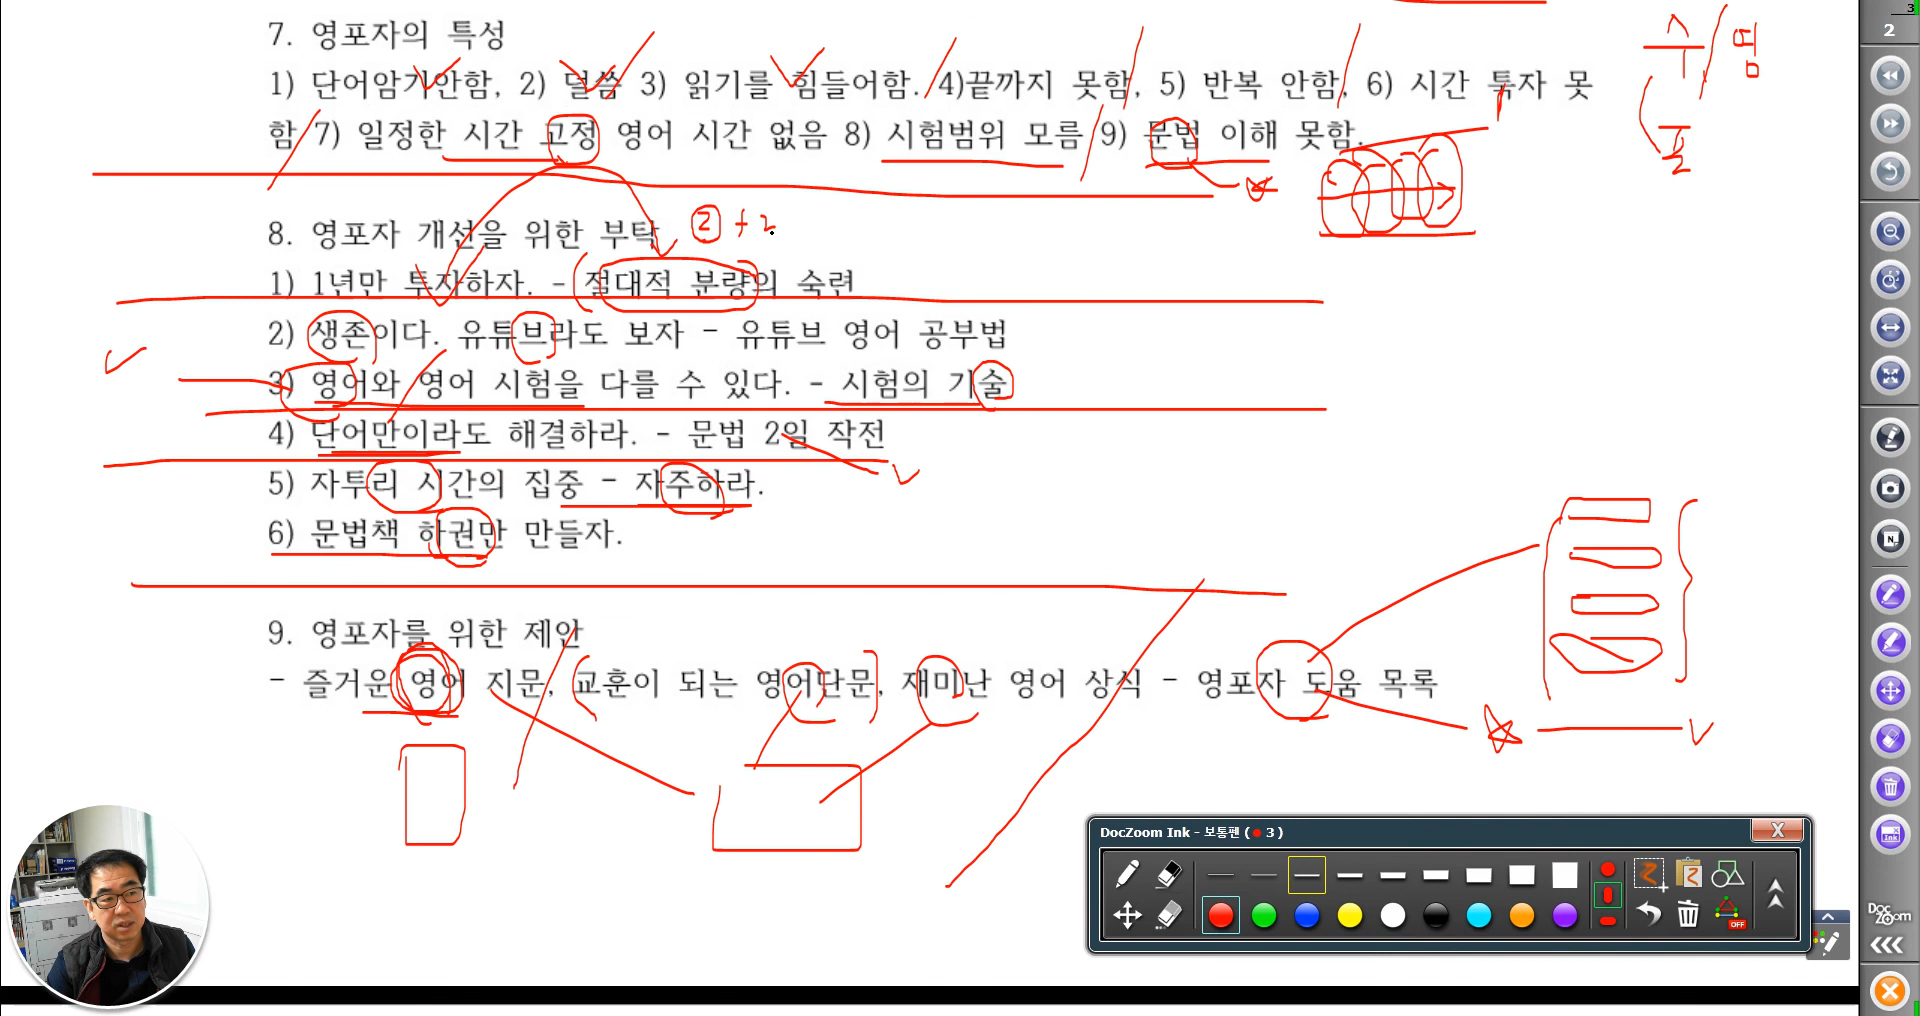 7. 영포자의 특성
1) 단어암기안함, 2) 덜씀 3) 읽기를 힘들어함. 4)끝까지 못함, 5) 반복 안함, 6) 시간 투자 못
함 7) 일정한 시간 고정 영어 시간 없음 8) 시험범위 모름 9) 문법 이해 못함.
8. 영포자 개선을 위한 부탁
② + 2
1) 1년만 투자하자. - 절대적 분량의 숙련
2) 생존이다. 유튜브라도 보자 - 유튜브 영어 공부법
3) 영어와 영어 시험을 다를 수 있다. - 시험의 기술
4) 단어만이라도 해결하라. - 문법 2일 작전
5) 자투리 시간의 집중 - 자주하라.
6) 문법책 하권만 만들자.
9. 영포자를 위한 제안
- 즐거운 영어 지문, 교훈이 되는 영어단문, 재미난 영어 상식 - 영포자 도움 목록
DocZoom Ink - 보통펜 ( 3 )
X
OFF
3
2
N
Ink
Doc
Zoom